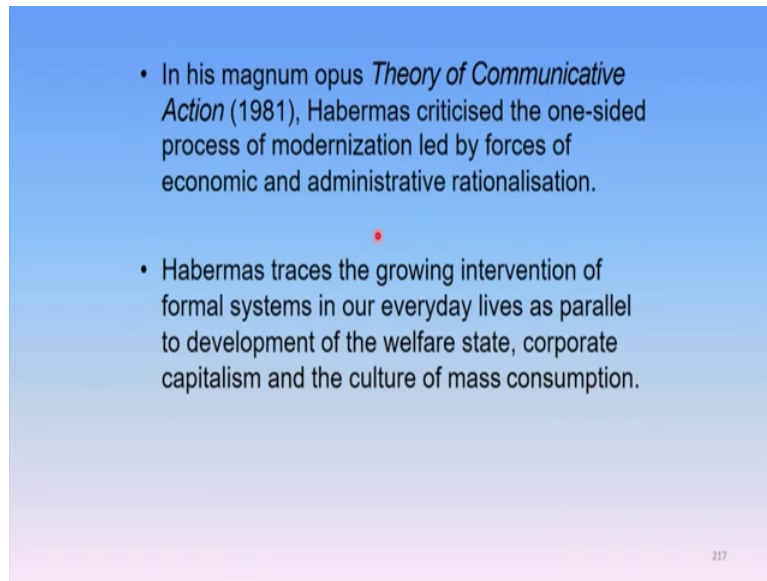 • In his magnum opus Theory of Communicative
Action (1981), Habermas criticised the one-sided
process of modernization led by forces of
economic and administrative rationalisation.
• Habermas traces the growing intervention of
formal systems in our everyday lives as parallel
to development of the welfare state, corporate
capitalism and the culture of mass consumption.
217